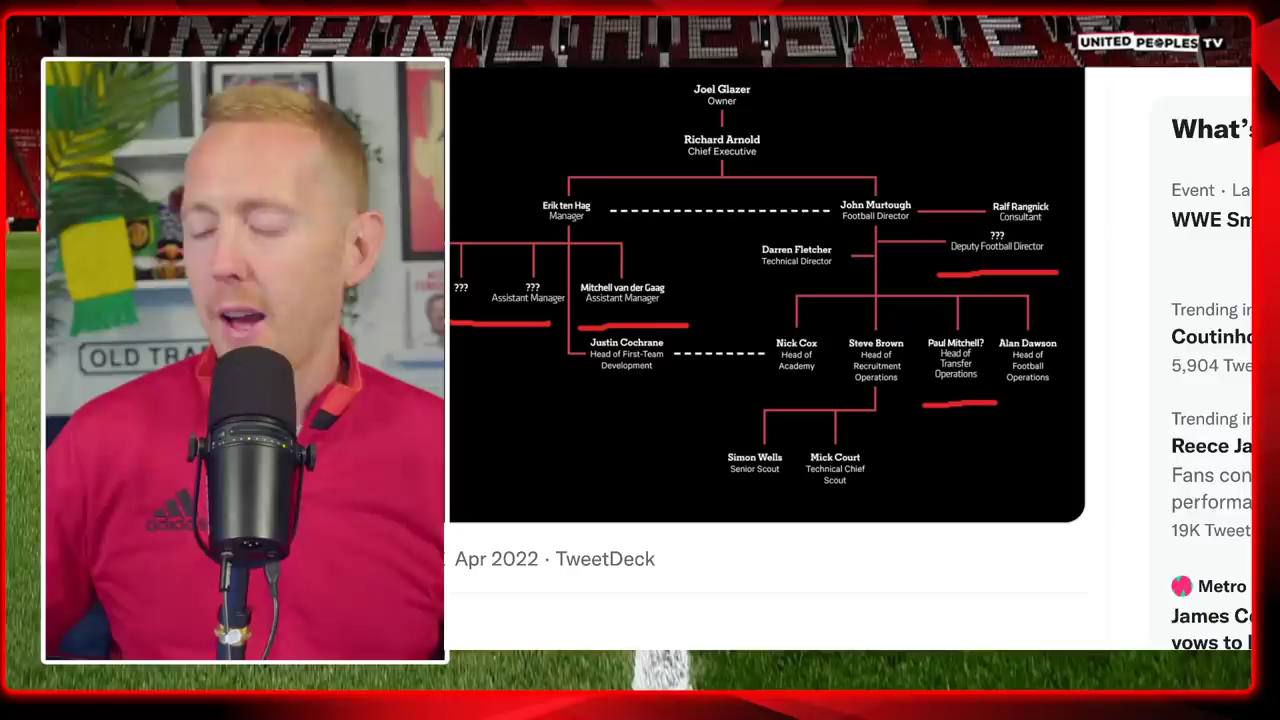 MANCHESTE
UNITED PEOPLES TV
OLD TRA
adidas
Joel Glazer
Owner
Richard Arnold
Chief Executive
Erik ten Hag
Manager
John Murtough
Football Director
Ralf Rangnick
Consultant
Darren Fletcher
Technical Director
???
Deputy Football Director
???
???
Assistant Manager
Mitchell van der Gaag
Assistant Manager
Justin Cochrane
Head of First-Team
Development
Nick Cox
Head of
Academy
Steve Brown
Head of
Recruitment
Operations
Paul Mitchell?
Head of
Transfer
Operations
Alan Dawson
Head of
Football
Operations
Simon Wells
Senior Scout
Mick Court
Technical Chief
Scout
Apr 2022 · TweetDeck
What's
Event · La
WWE Sm
Trending in
Coutinho
5,904 Twe
Trending in
Reece Ja
Fans con
performa
19K Tweet
Metro
James Co
vows to